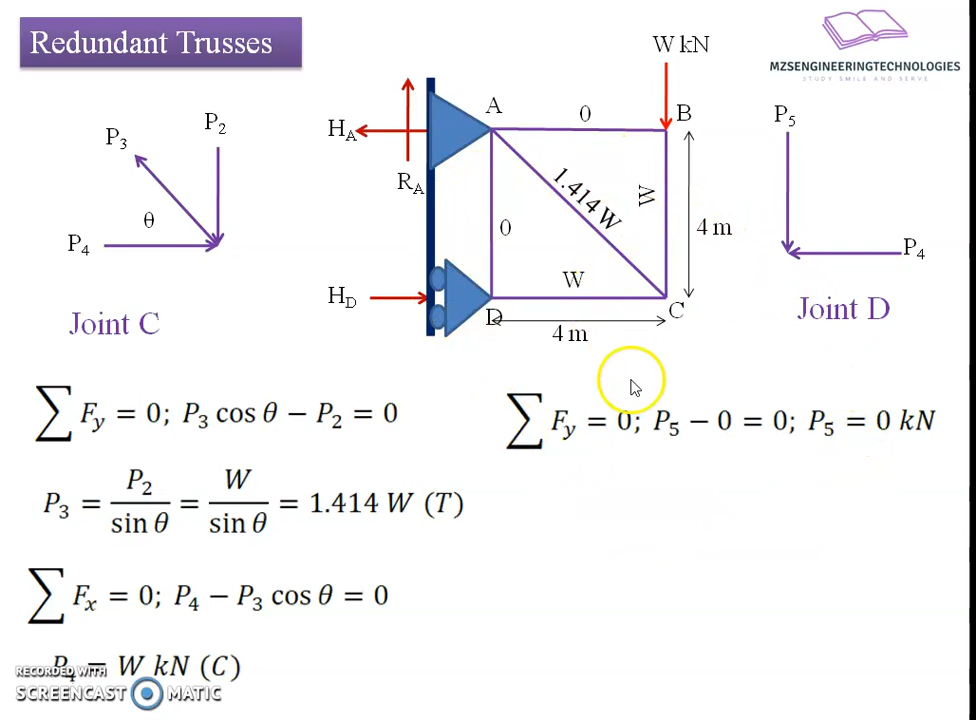 Redundant Trusses
MZSENGINEERINGTECHNOLOGIES
STUDY SMILE AND SERVE
P3
P2
θ
P4
Joint C
W kN
A
0
B
HA
RA
1.414 W
W
4 m
0
W
HD
D
C
4 m
P5
P4
Joint D
∑ Fy = 0; P3 cos θ − P2 = 0
P3 = P2 / sin θ = W / sin θ = 1.414 W (T)
∑ Fx = 0; P4 − P3 cos θ = 0
P4 = W kN (C)
∑ Fy = 0; P5 − 0 = 0; P5 = 0 kN
RECORDED WITH
SCREENCAST MATIC